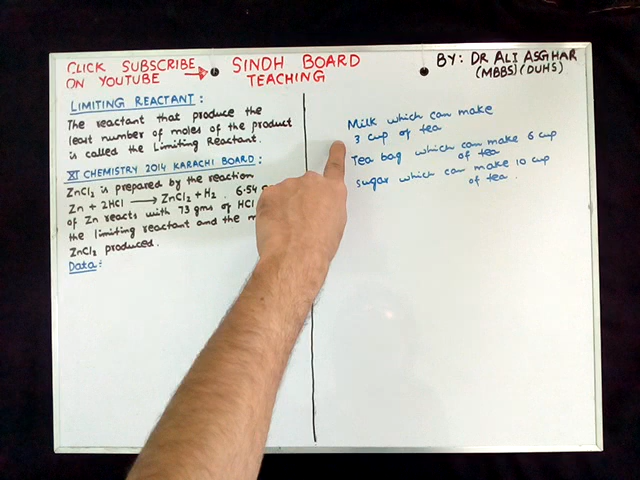 CLICK SUBSCRIBE
ON YOUTUBE
SINDH BOARD
TEACHING
BY: DR ALI ASGHAR
(MBBS) (DUHS)
LIMITING REACTANT:
The reactant that produce the
least number of moles of the product
is called the Limiting Reactant.
XI CHEMISTRY 2014 KARACHI BOARD:
ZnCl₂ is prepared by the reaction
Zn + 2HCl → ZnCl₂ + H₂. 6.54
of Zn reacts with 73 gms of HCl
the limiting reactant and the
ZnCl₂ produced.
Data:
Milk which can make
3 cup of tea
Tea bag which can make 6 cup
of tea
sugar which can make 10 cup
of tea.